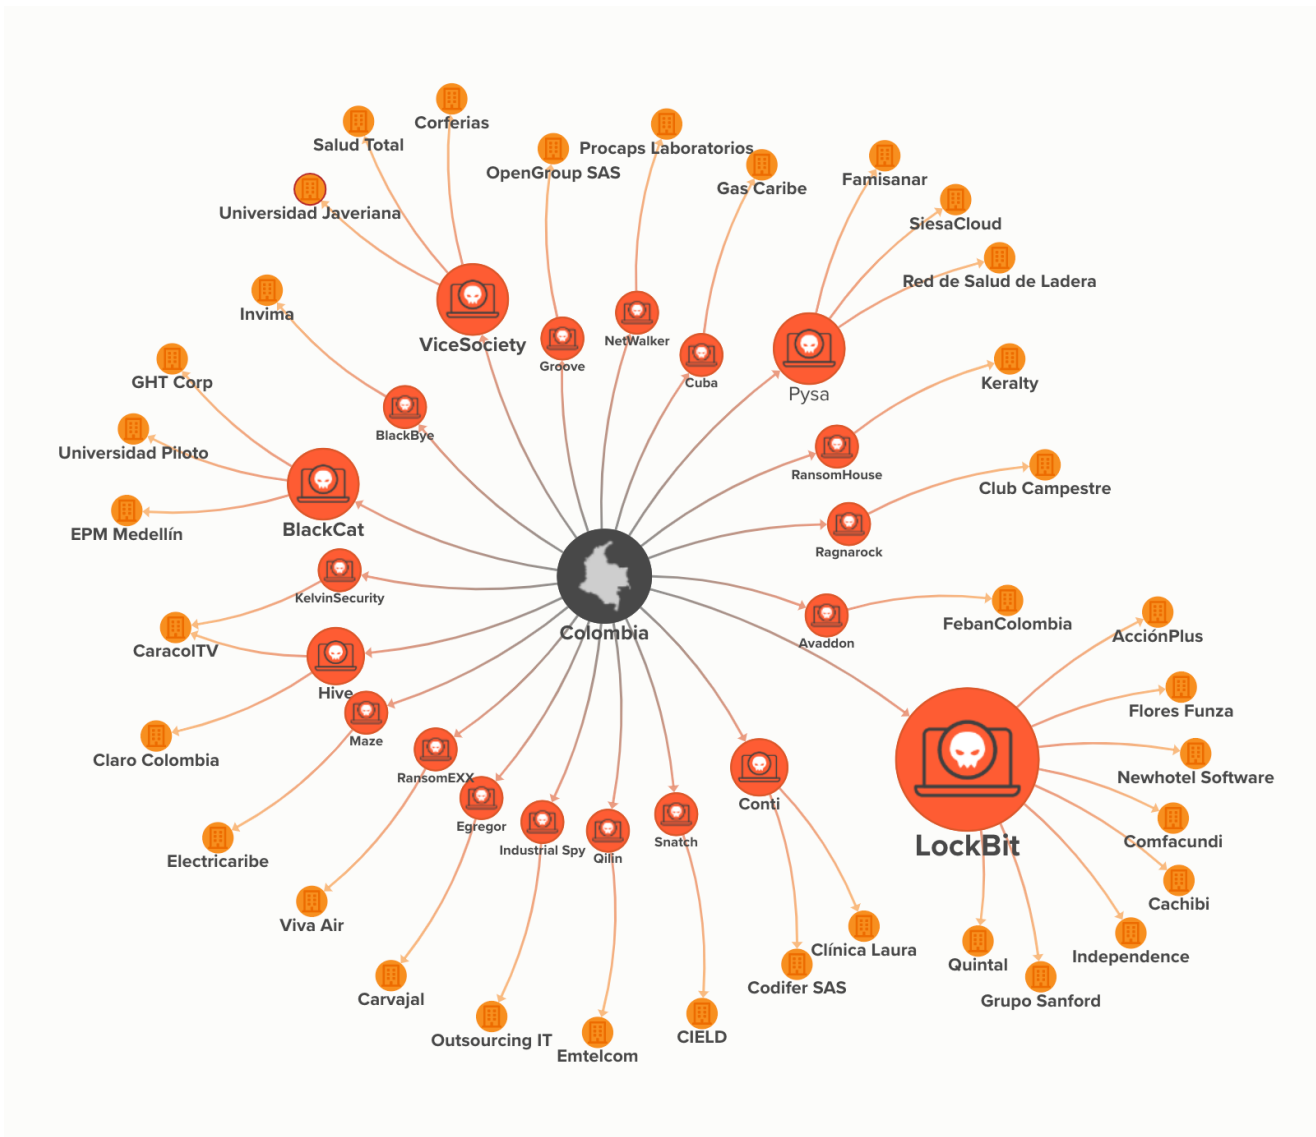 Corferias
Salud Total
Procaps Laboratorios
OpenGroup SAS
Famisanar
Gas Caribe
Universidad Javeriana
SiesaCloud
Red de Salud de Ladera
Invima
NetWalker
ViceSociety
Groove
GHT Corp
Cuba
Keralty
Pysa
BlackBye
Universidad Piloto
RansomHouse
Club Campestre
BlackCat
EPM Medellín
Ragnarock
KelvinSecurity
FebanColombia
Colombia
AcciónPlus
Avaddon
CaracolTV
Hive
Flores Funza
Maze
Claro Colombia
RansomEXX
Newhotel Software
Conti
Egregor
Snatch
Comfacundi
LockBit
Industrial Spy
Qilin
Electricaribe
Cachibi
Viva Air
Clínica Laura
Independence
Quintal
Codifer SAS
Carvajal
Grupo Sanford
CIELD
Outsourcing IT
Emtelcom